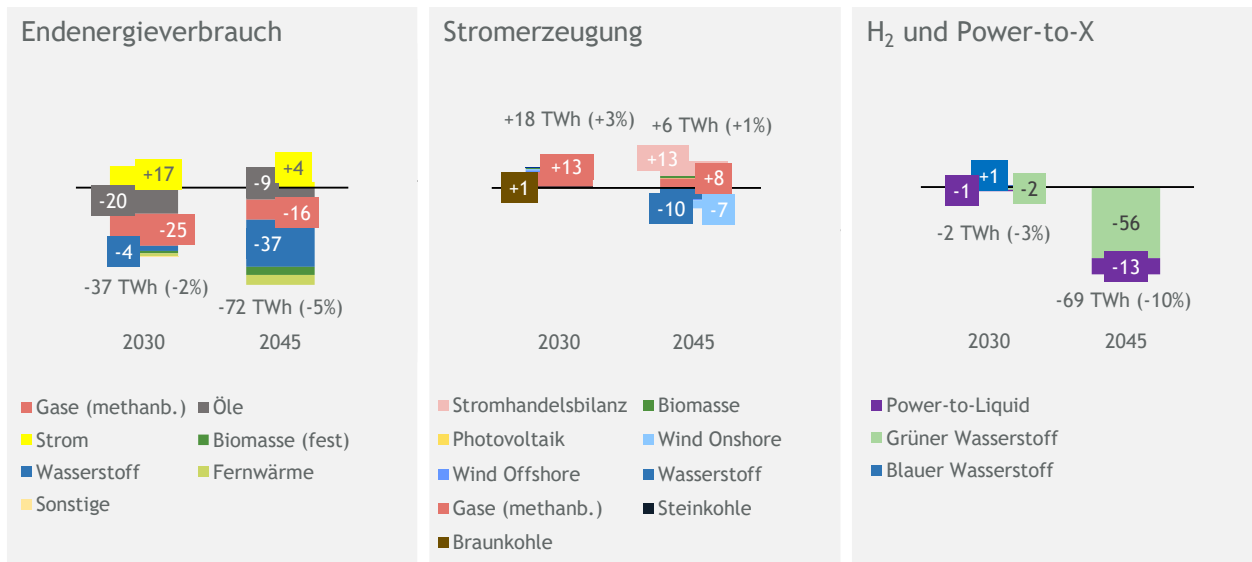 Endenergieverbrauch
+17
+4
-9
-20
-16
-25
-4
-37
-37 TWh (-2%)
-72 TWh (-5%)
2030
2045
Gase (methanb.)
Öle
Strom
Biomasse (fest)
Wasserstoff
Fernwärme
Sonstige
Stromerzeugung
+18 TWh (+3%)
+6 TWh (+1%)
+13
+13
+1
+8
-10
-7
2030
2045
Stromhandelsbilanz
Biomasse
Photovoltaik
Wind Onshore
Wind Offshore
Wasserstoff
Gase (methanb.)
Steinkohle
Braunkohle
H₂ und Power-to-X
+1
-1
-2
-56
-2 TWh (-3%)
-13
-69 TWh (-10%)
2030
2045
Power-to-Liquid
Grüner Wasserstoff
Blauer Wasserstoff